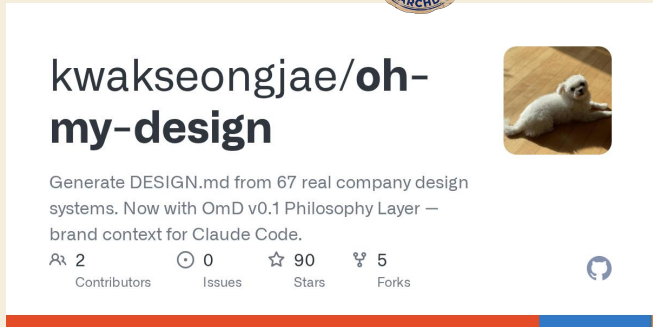 kwakseongjae/oh-
my-design
Generate DESIGN.md from 67 real company design
systems. Now with OmD v0.1 Philosophy Layer —
brand context for Claude Code.
2 0 90 5
Contributors Issues Stars Forks